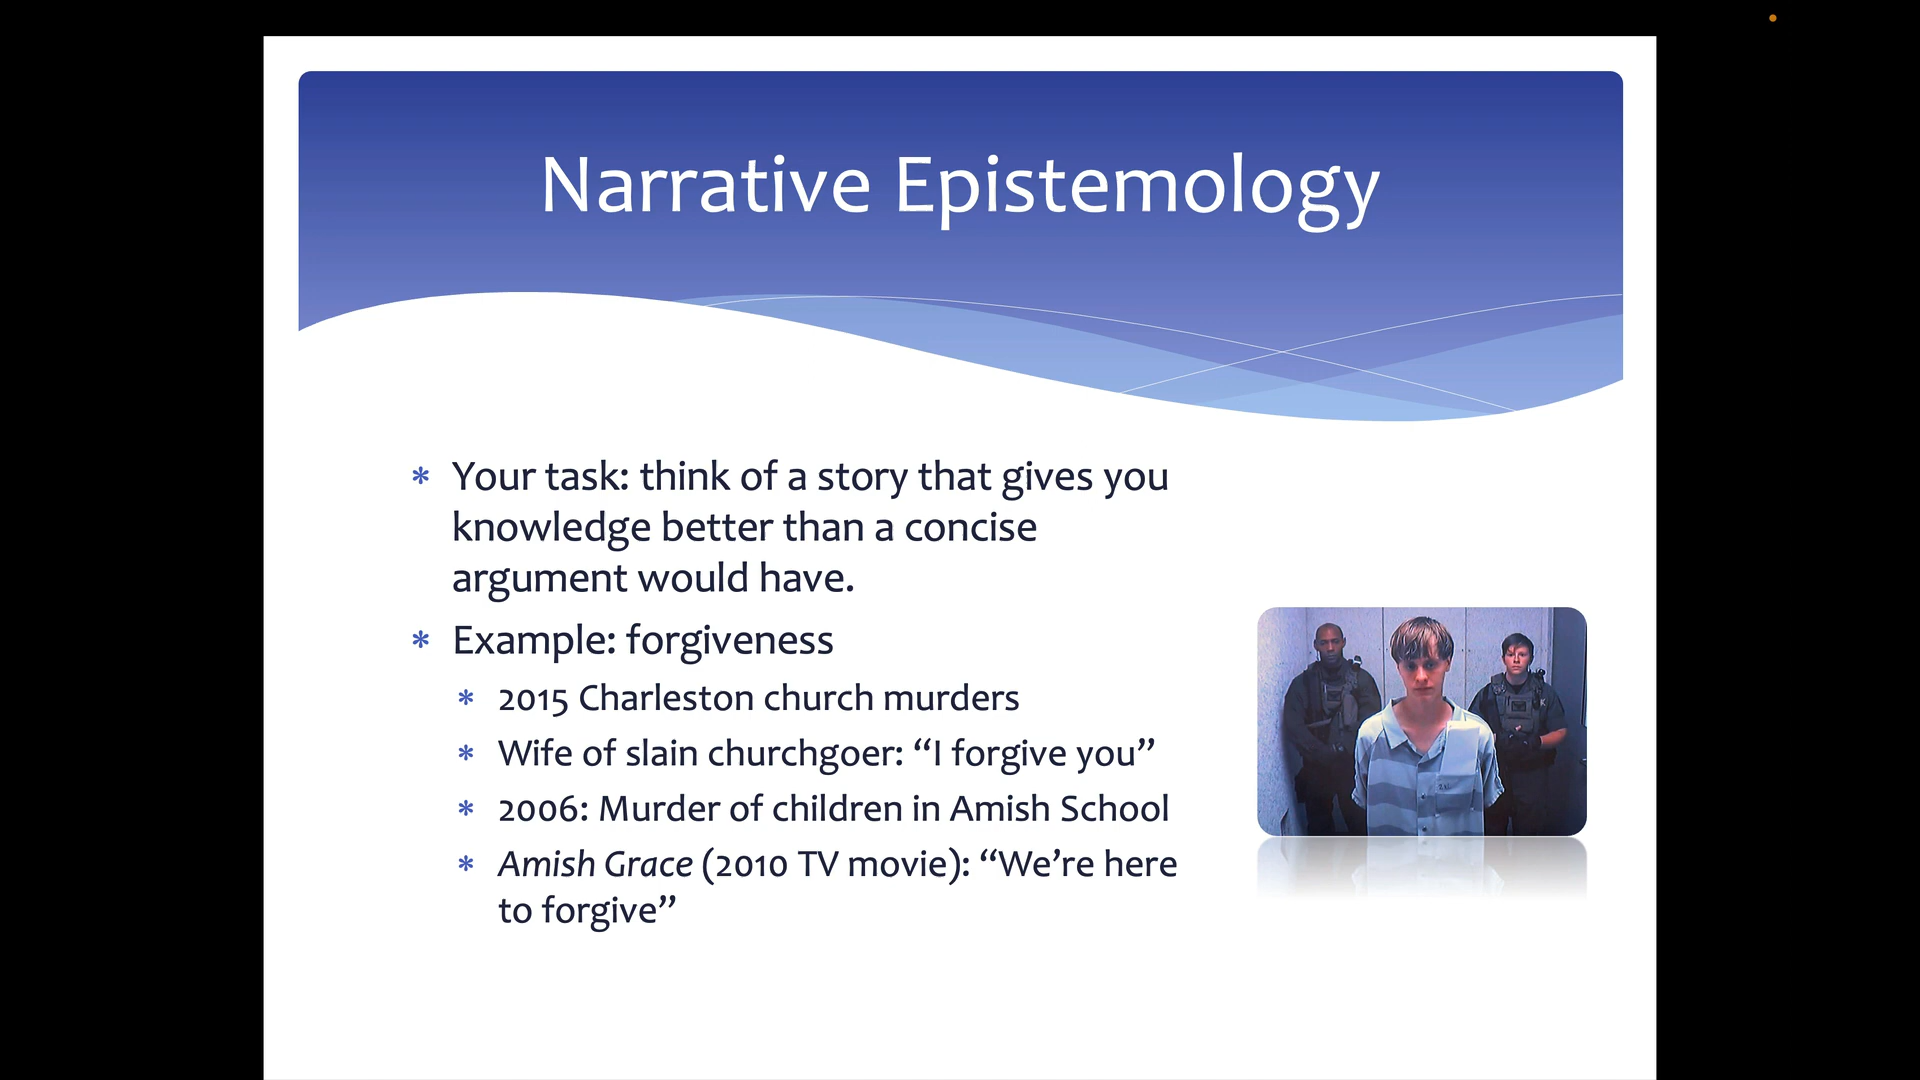 Narrative Epistemology
* Your task: think of a story that gives you
knowledge better than a concise
argument would have.
* Example: forgiveness
* 2015 Charleston church murders
* Wife of slain churchgoer: “I forgive you”
* 2006: Murder of children in Amish School
* Amish Grace (2010 TV movie): “We’re here
to forgive”